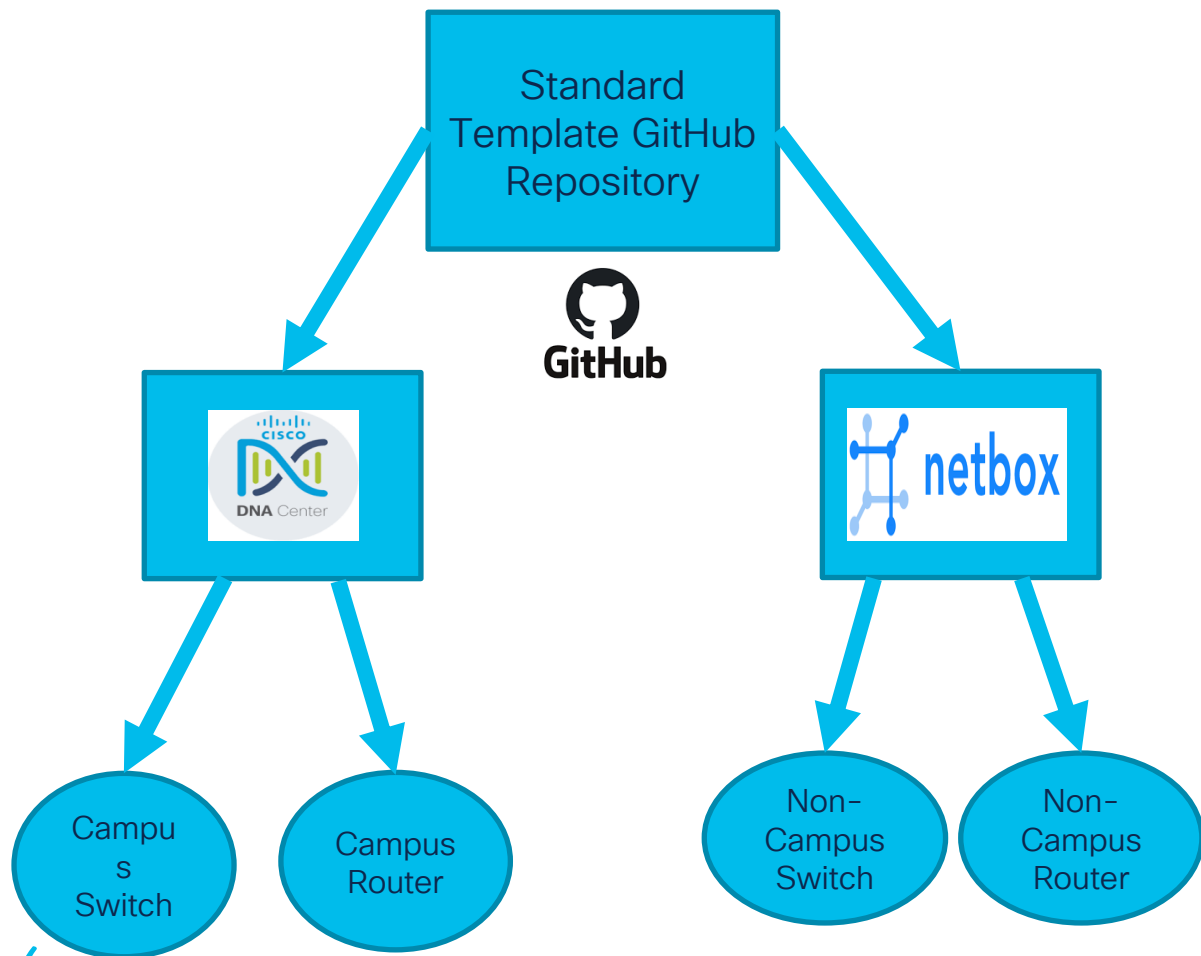 Standard
Template GitHub
Repository
GitHub
CISCO
DNA Center
netbox
Campu
s
Switch
Campus
Router
Non-
Campus
Switch
Non-
Campus
Router